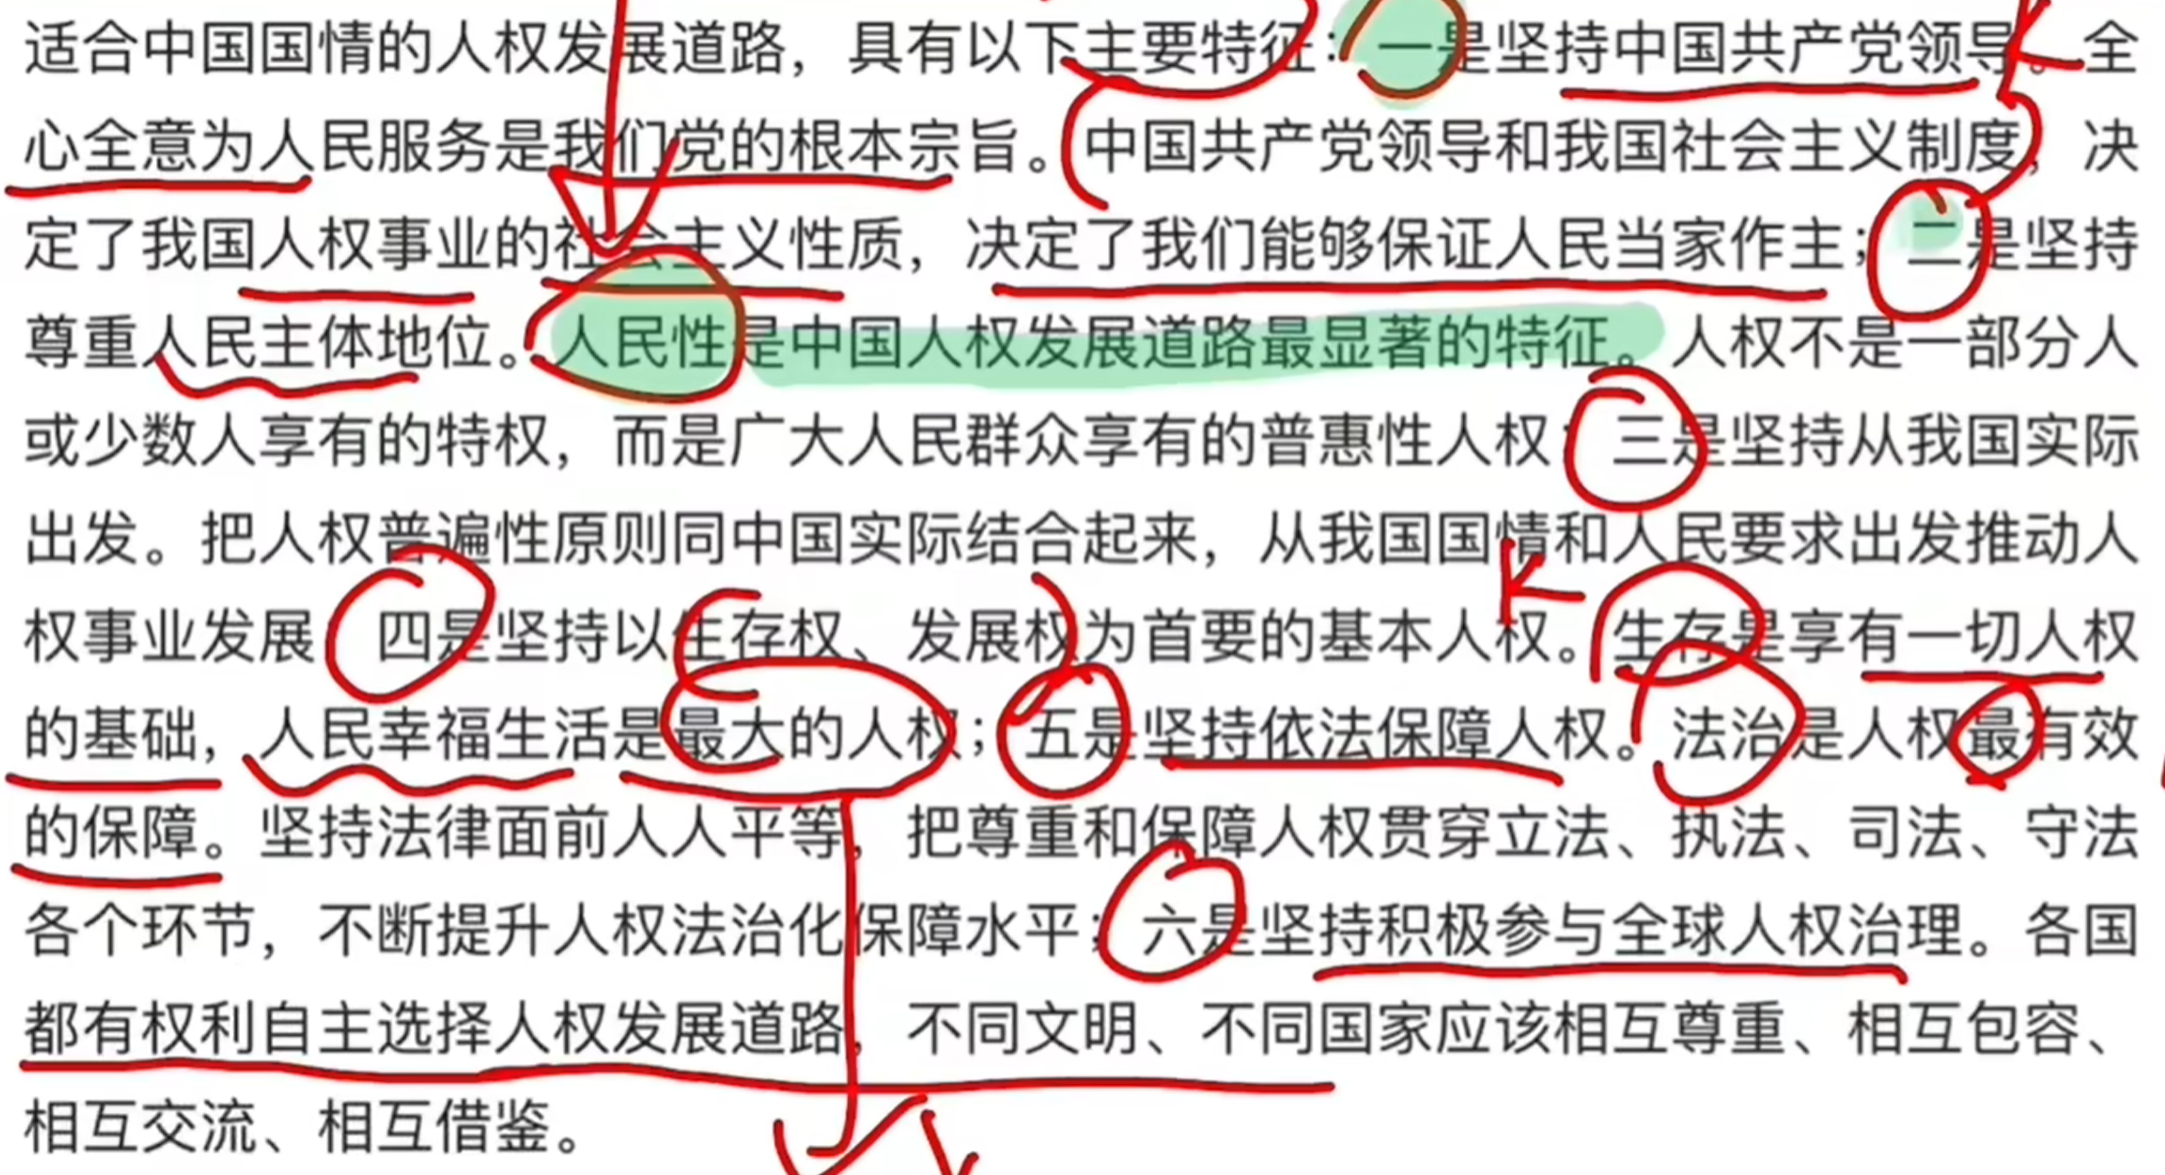 适合中国国情的人权发展道路，具有以下主要特征：一是坚持中国共产党领导。全
心全意为人民服务是我们党的根本宗旨。中国共产党领导和我国社会主义制度，决
定了我国人权事业的社会主义性质，决定了我们能够保证人民当家作主；二是坚持
尊重人民主体地位。人民性是中国人权发展道路最显著的特征。人权不是一部分人
或少数人享有的特权，而是广大人民群众享有的普惠性人权；三是坚持从我国实际
出发。把人权普遍性原则同中国实际结合起来，从我国国情和人民要求出发推动人
权事业发展 四是坚持以生存权、发展权为首要的基本人权。生存是享有一切人权
的基础，人民幸福生活是最大的人权；五是坚持依法保障人权。法治是人权最有效
的保障。坚持法律面前人人平等，把尊重和保障人权贯穿立法、执法、司法、守法
各个环节，不断提升人权法治化保障水平；六是坚持积极参与全球人权治理。各国
都有权利自主选择人权发展道路，不同文明、不同国家应该相互尊重、相互包容、
相互交流、相互借鉴。